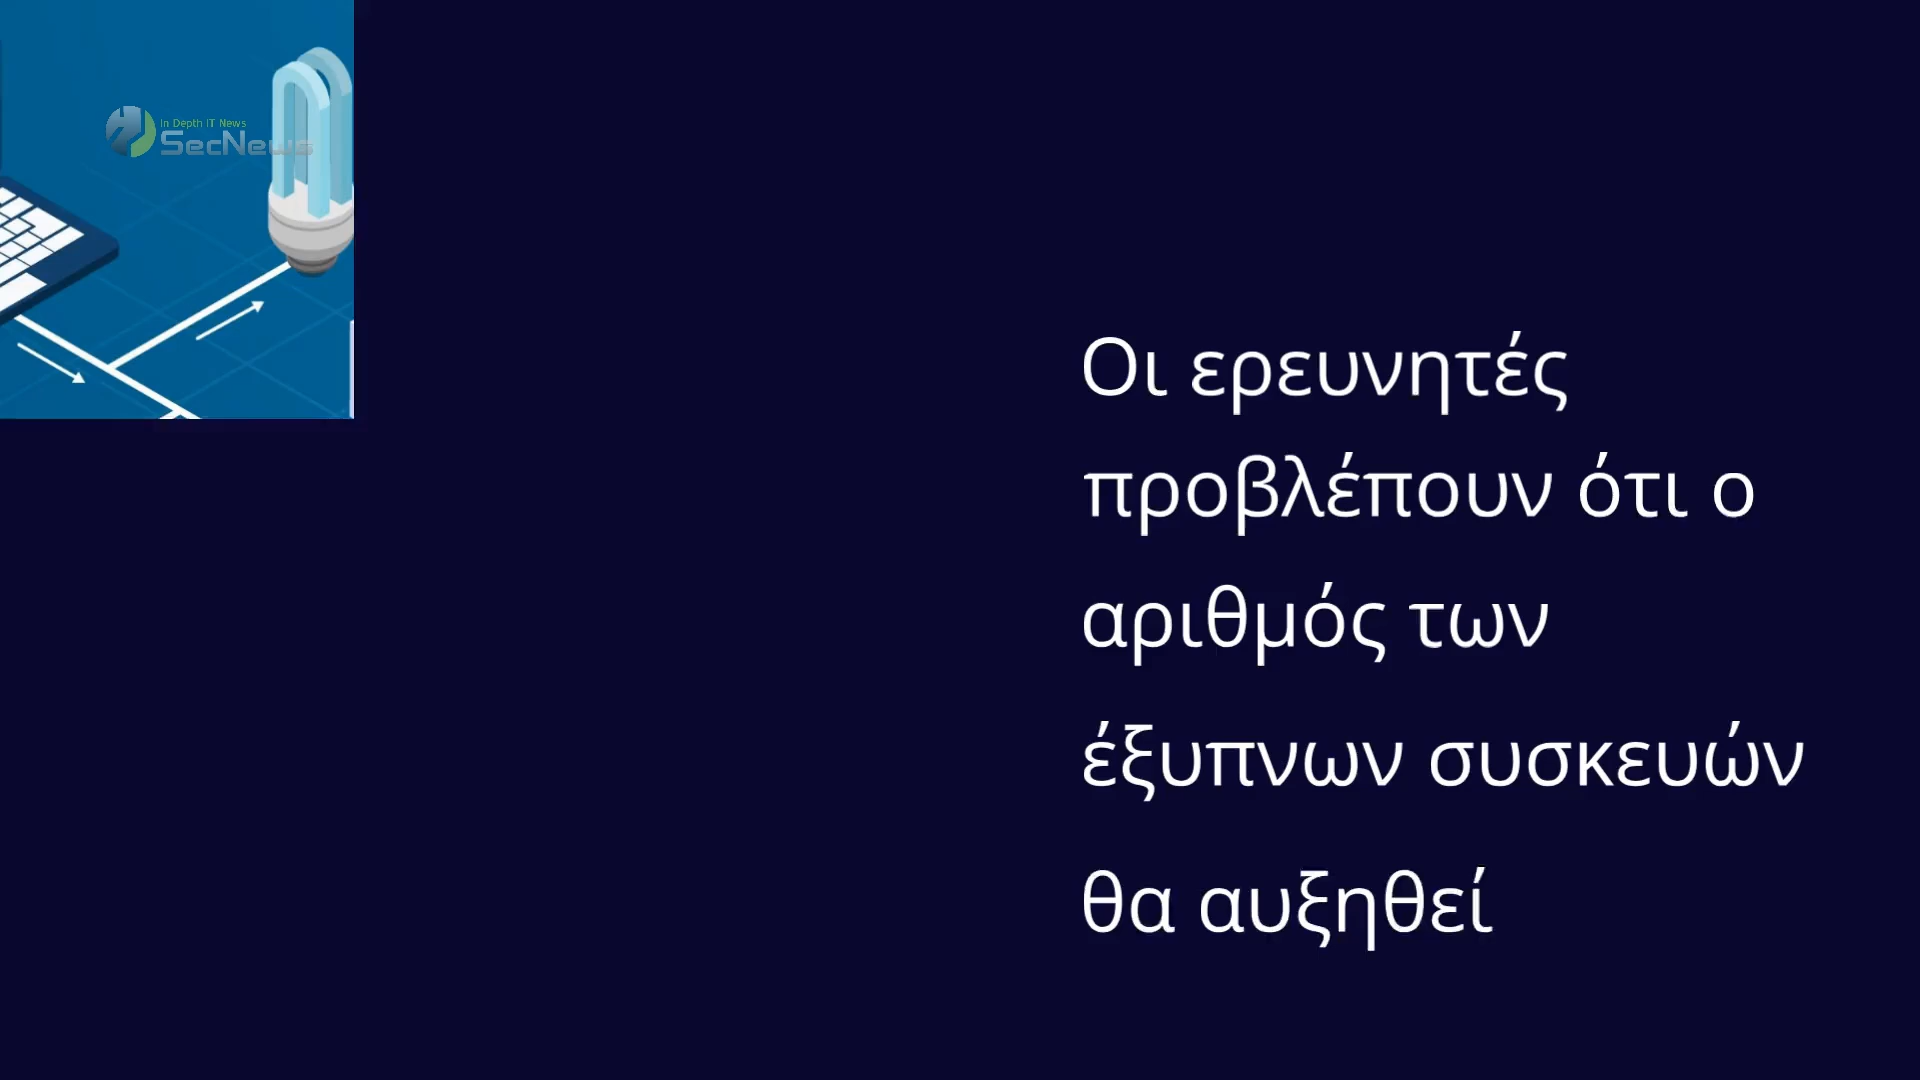 In Depth IT News
SecNews
Οι ερευνητές
προβλέπουν ότι ο
αριθμός των
έξυπνων συσκευών
θα αυξηθεί